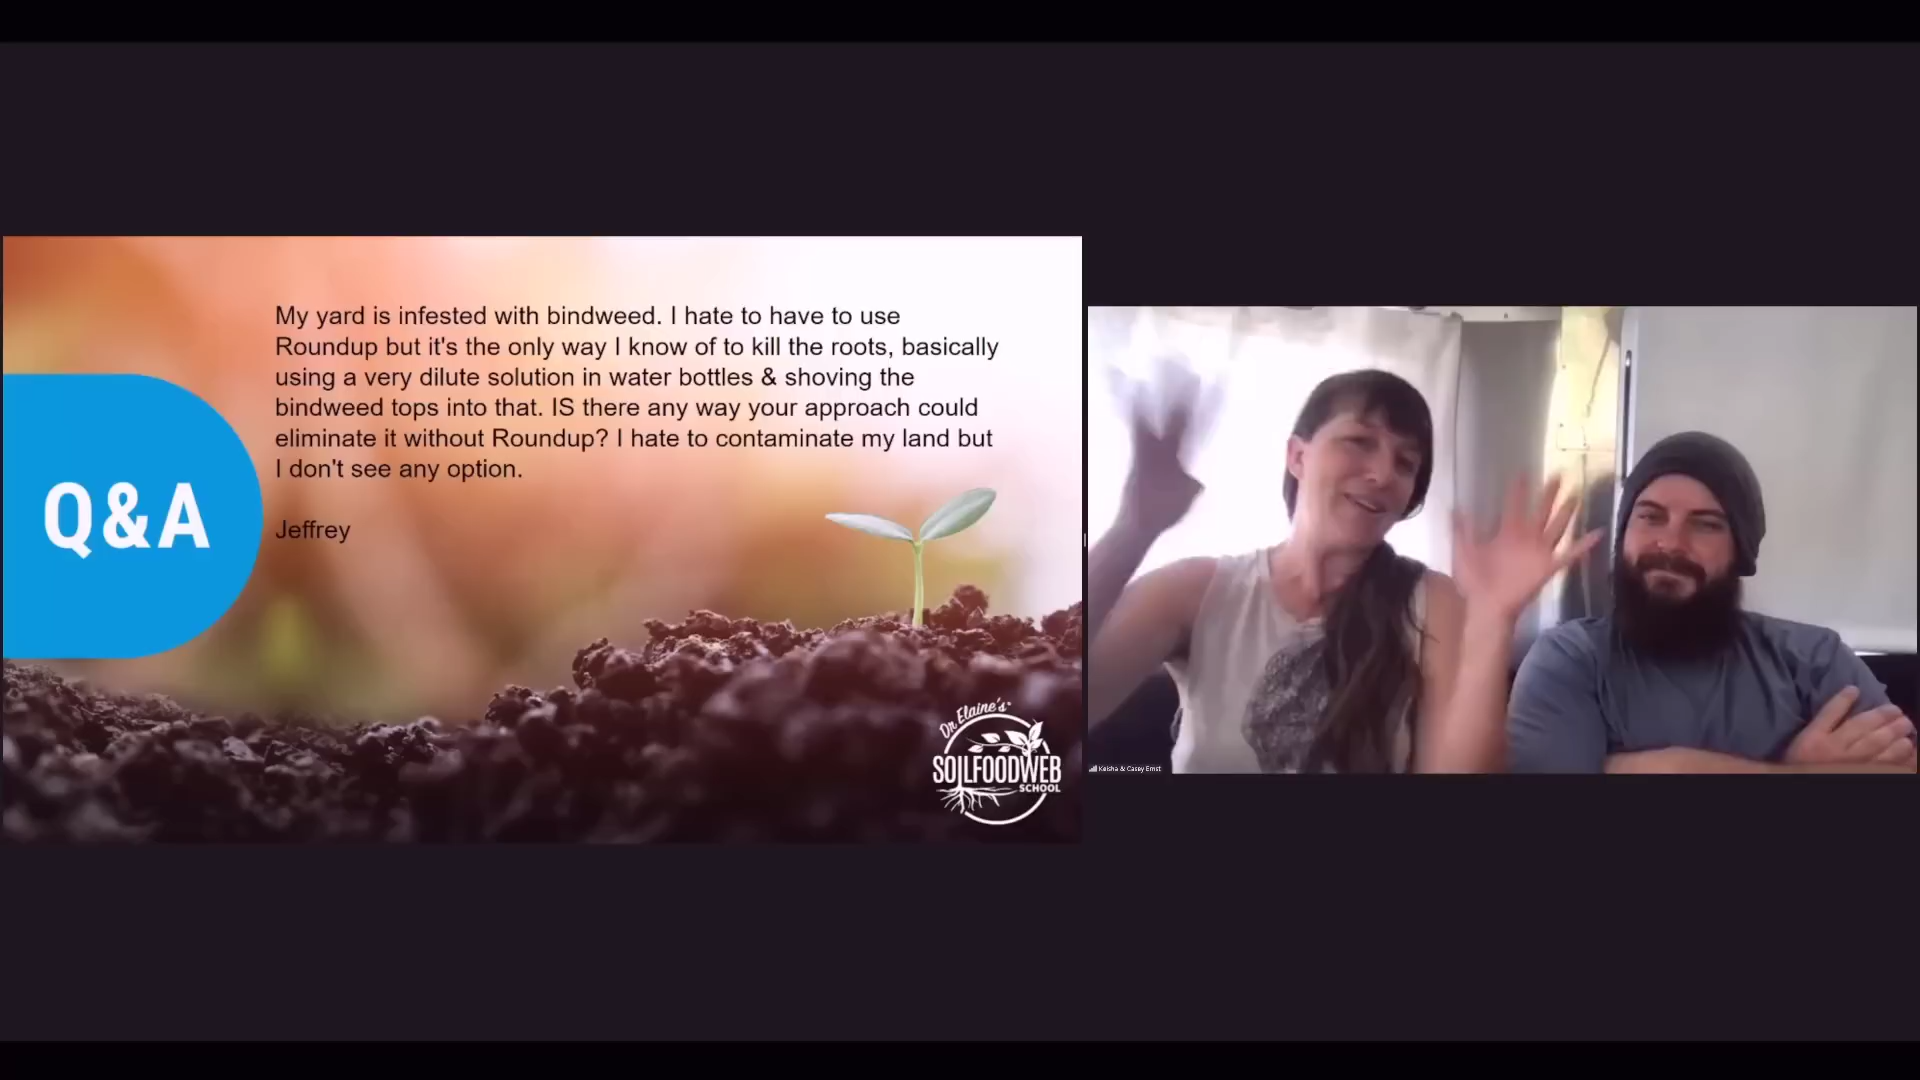 My yard is infested with bindweed. I hate to have to use
Roundup but it's the only way I know of to kill the roots, basically
using a very dilute solution in water bottles & shoving the
bindweed tops into that. IS there any way your approach could
eliminate it without Roundup? I hate to contaminate my land but
I don't see any option.
Jeffrey
Q&A
Dr Elaine's
SOILFOODWEB
SCHOOL
Keisha & Casey Ernst